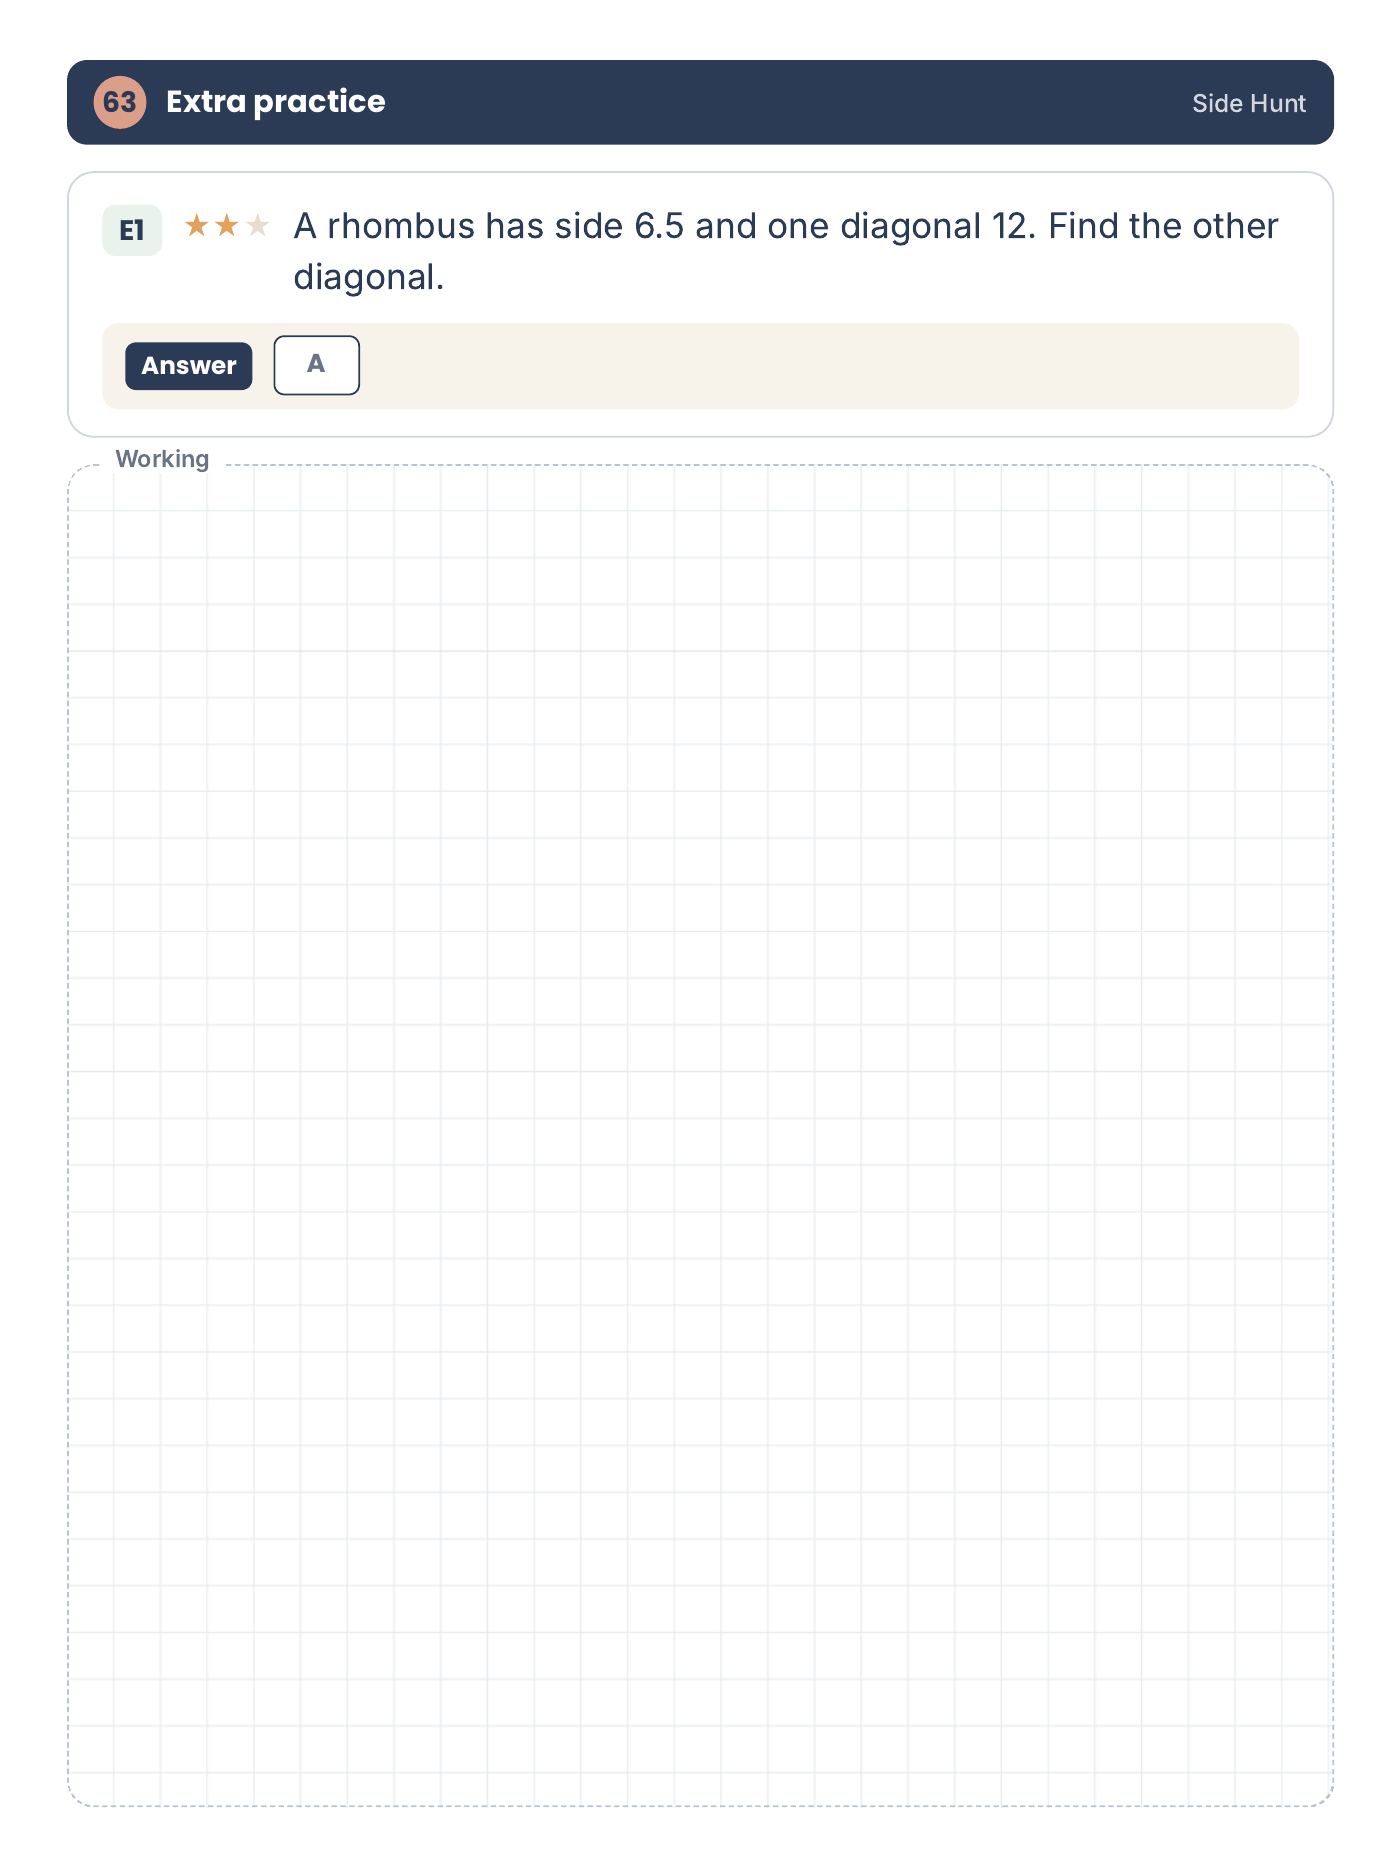 63 Extra practice Side Hunt
E1 ★★★ A rhombus has side 6.5 and one diagonal 12. Find the other
diagonal.
Answer A
Working